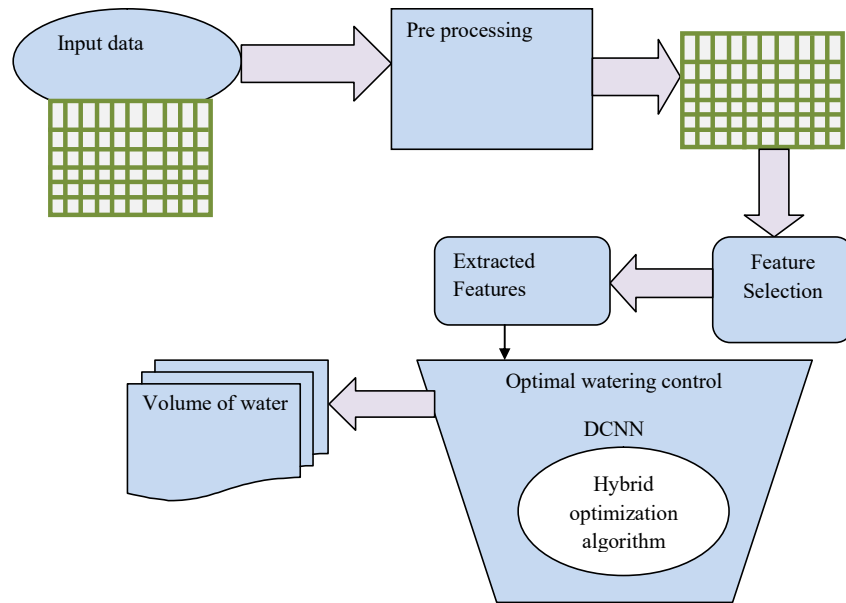 Input data
Pre processing
Extracted
Features
Feature
Selection
Optimal watering control
DCNN
Hybrid
optimization
algorithm
Volume of water